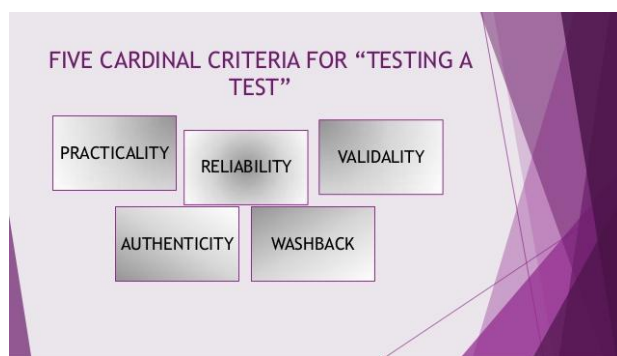 FIVE CARDINAL CRITERIA FOR “TESTING A
TEST”
PRACTICALITY
RELIABILITY
VALIDALITY
AUTHENTICITY
WASHBACK